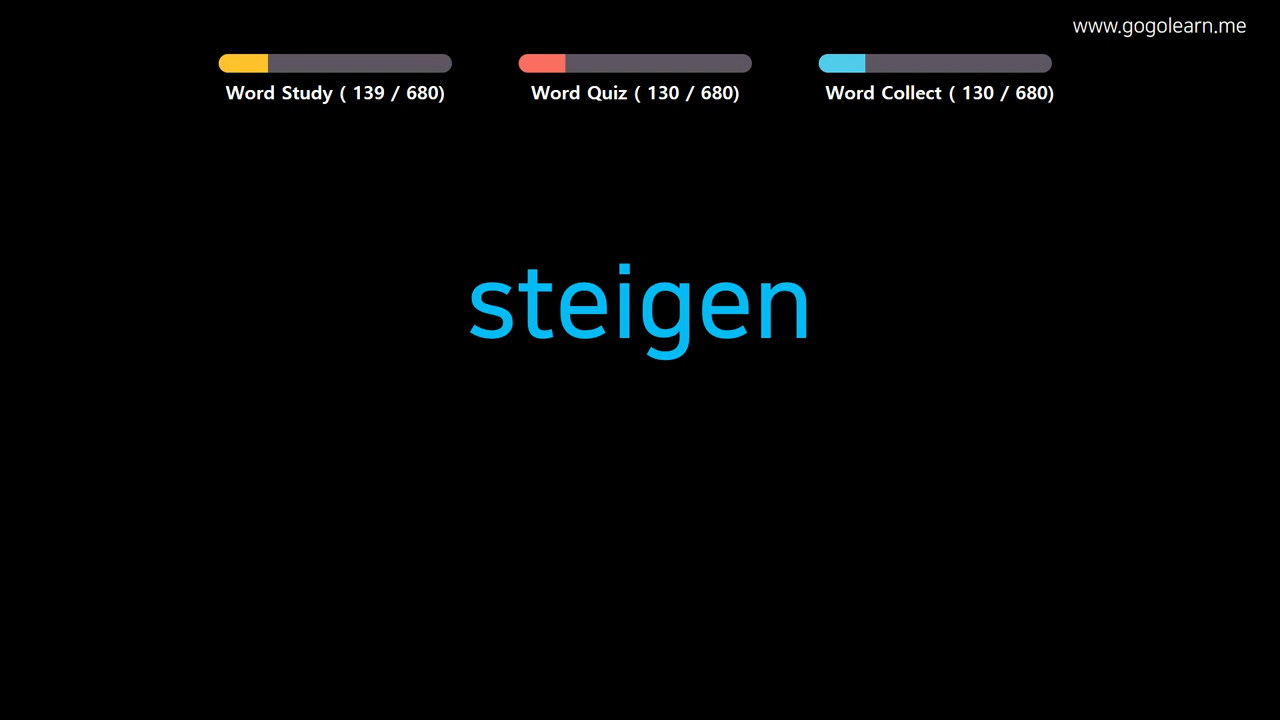 www.gogolearn.me
Word Study ( 139 / 680)
Word Quiz ( 130 / 680)
Word Collect ( 130 / 680)
steigen